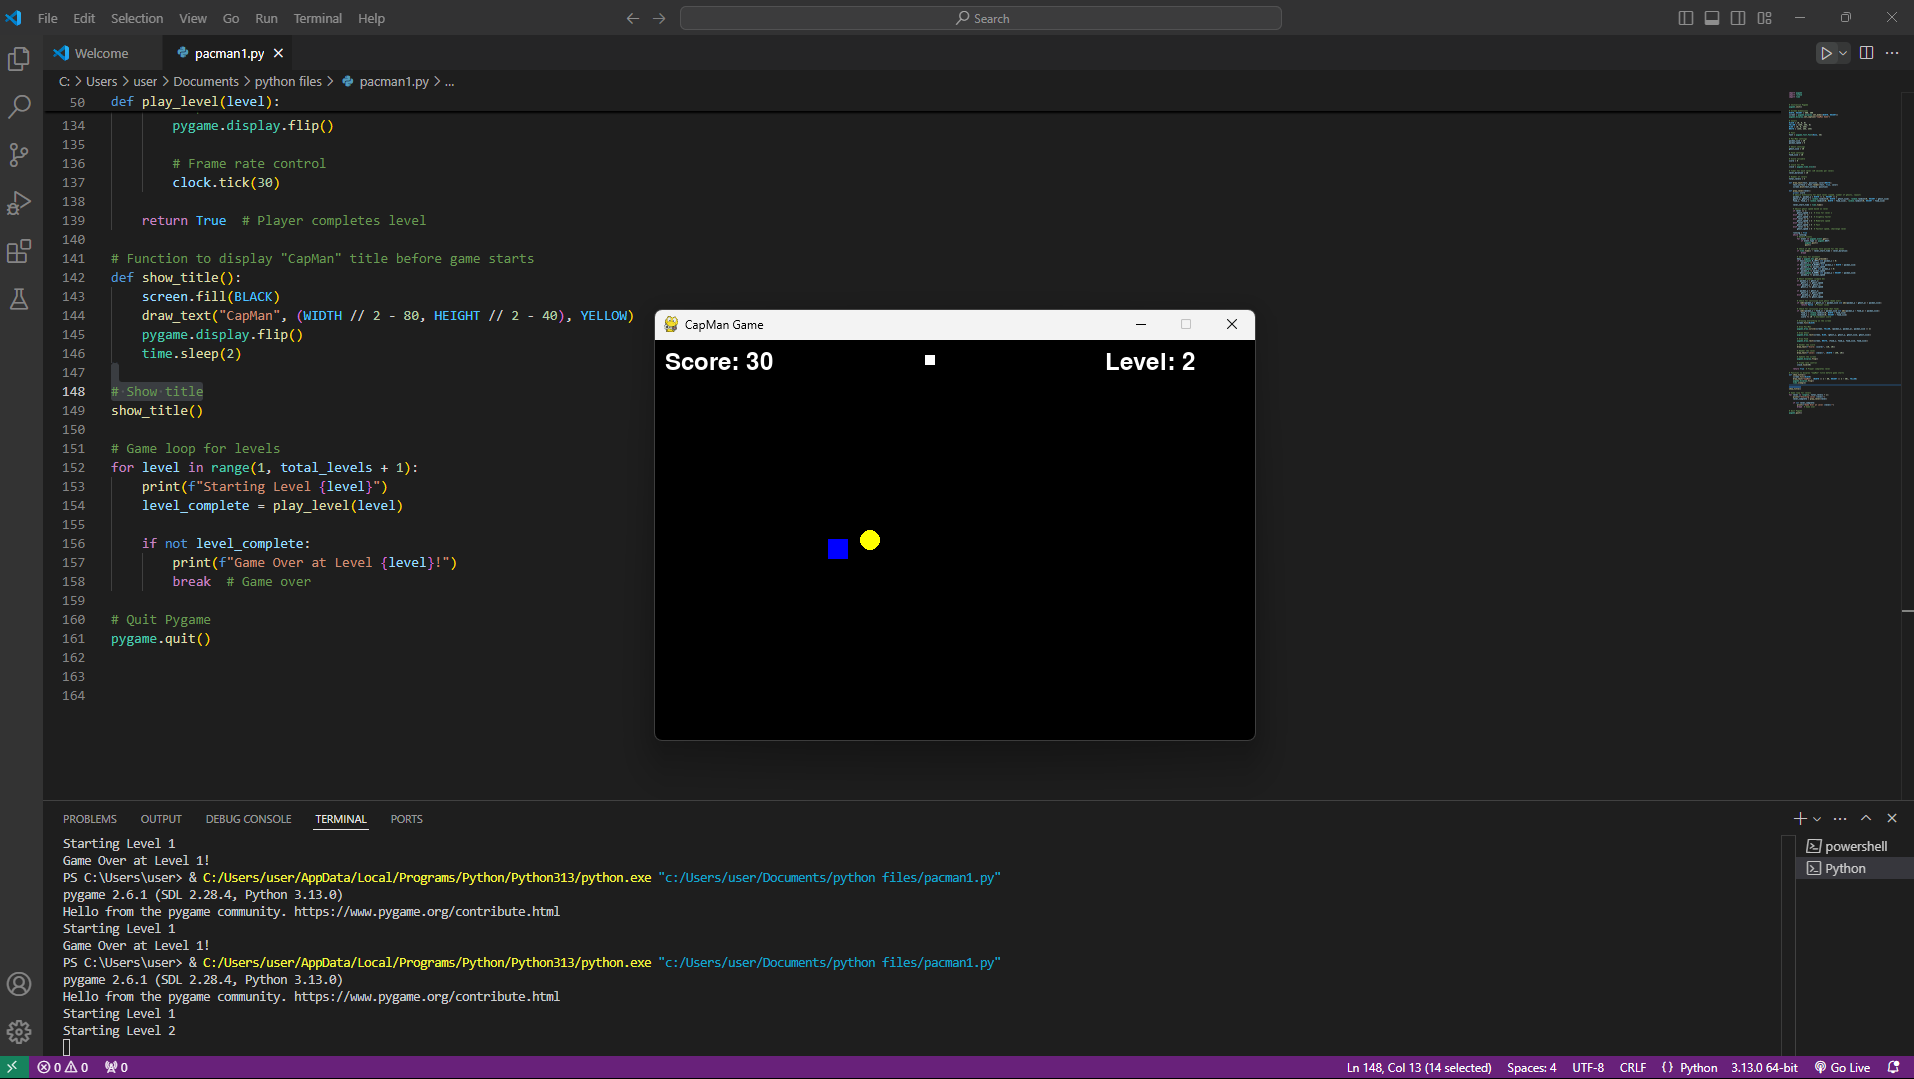 File Edit Selection View Go Run Terminal Help
Search
Welcome
pacman1.py
C: > Users > user > Documents > python files > pacman1.py > ...
50 def play_level(level):
134 pygame.display.flip()
135
136 # Frame rate control
137 clock.tick(30)
138
139 return True # Player completes level
140
141 # Function to display "CapMan" title before game starts
142 def show_title():
143 screen.fill(BLACK)
144 draw_text("CapMan", (WIDTH // 2 - 80, HEIGHT // 2 - 40), YELLOW)
145 pygame.display.flip()
146 time.sleep(2)
147
148 # Show title
149 show_title()
150
151 # Game loop for levels
152 for level in range(1, total_levels + 1):
153 print(f"Starting Level {level}")
154 level_complete = play_level(level)
155
156 if not level_complete:
157 print(f"Game Over at Level {level}!")
158 break # Game over
159
160 # Quit Pygame
161 pygame.quit()
162
163
164
CapMan Game
Score: 30
Level: 2
PROBLEMS OUTPUT DEBUG CONSOLE TERMINAL PORTS
Starting Level 1
Game Over at Level 1!
PS C:\Users\user> & C:/Users/user/AppData/Local/Programs/Python/Python313/python.exe "c:/Users/user/Documents/python files/pacman1.py"
pygame 2.6.1 (SDL 2.28.4, Python 3.13.0)
Hello from the pygame community. https://www.pygame.org/contribute.html
Starting Level 1
Game Over at Level 1!
PS C:\Users\user> & C:/Users/user/AppData/Local/Programs/Python/Python313/python.exe "c:/Users/user/Documents/python files/pacman1.py"
pygame 2.6.1 (SDL 2.28.4, Python 3.13.0)
Hello from the pygame community. https://www.pygame.org/contribute.html
Starting Level 1
Starting Level 2
powershell
Python
0 0 0
Ln 148, Col 13 (14 selected) Spaces: 4 UTF-8 CRLF { } Python 3.13.0 64-bit Go Live